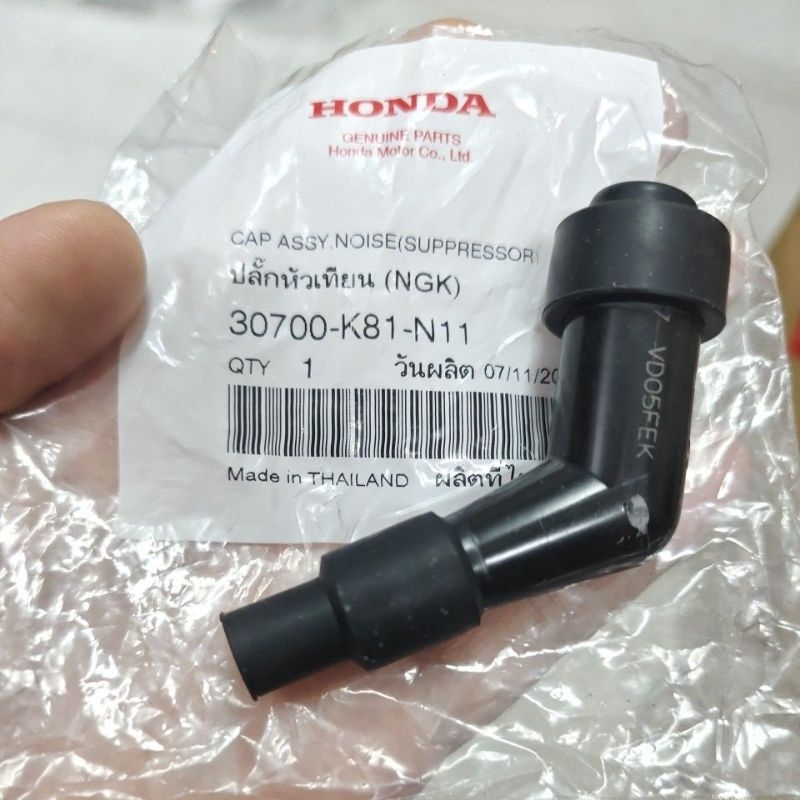 HONDA
GENUINE PARTS
Honda Motor Co., Ltd.
CAP ASSY.NOISE(SUPPRESSOR)
ปลั๊กหัวเทียน (NGK)
30700-K81-N11
QTY 1 วันผลิต 07/11/20
Made in THAILAND ผลิตที่
VD05FEK